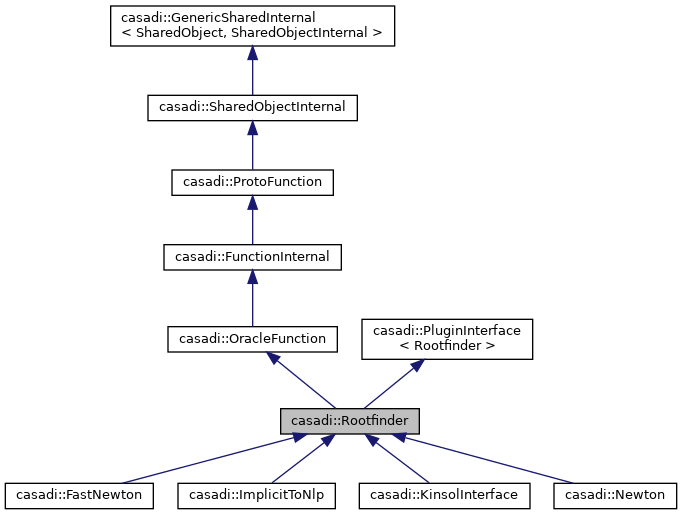 casadi::GenericSharedInternal
< SharedObject, SharedObjectInternal >
casadi::SharedObjectInternal
casadi::ProtoFunction
casadi::FunctionInternal
casadi::OracleFunction
casadi::PluginInterface
< Rootfinder >
casadi::Rootfinder
casadi::FastNewton
casadi::ImplicitToNlp
casadi::KinsolInterface
casadi::Newton